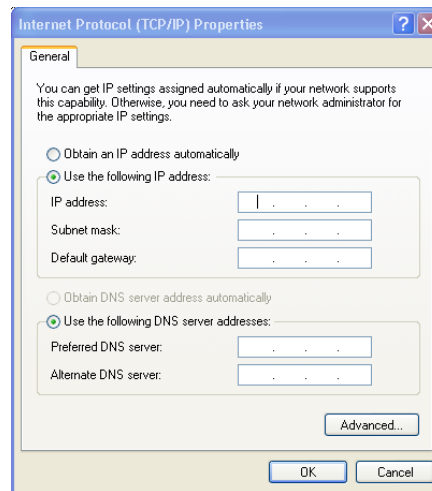 Internet Protocol (TCP/IP) Properties
General
You can get IP settings assigned automatically if your network supports
this capability. Otherwise, you need to ask your network administrator for
the appropriate IP settings.
Obtain an IP address automatically
Use the following IP address:
IP address:
Subnet mask:
Default gateway:
Obtain DNS server address automatically
Use the following DNS server addresses:
Preferred DNS server:
Alternate DNS server:
Advanced...
OK Cancel